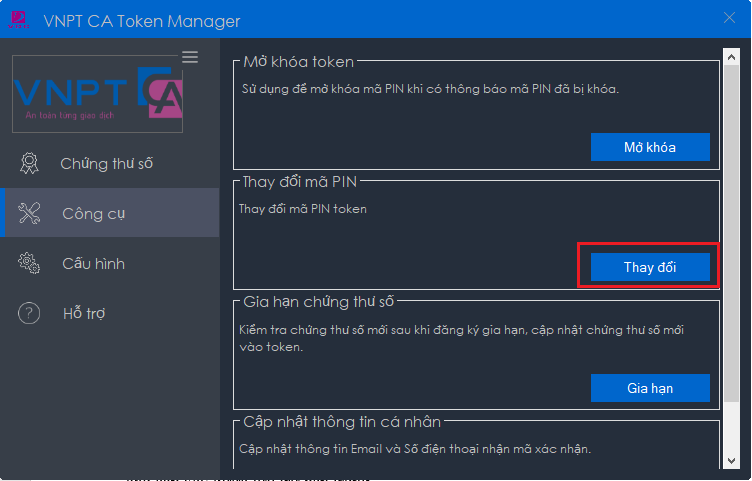 VNPT CA Token Manager
VNPT CA
An toàn từng giao dịch
Chứng thư số
Công cụ
Cấu hình
Hỗ trợ
Mở khóa token
Sử dụng để mở khóa mã PIN khi có thông báo mã PIN đã bị khóa.
Mở khóa
Thay đổi mã PIN
Thay đổi mã PIN token
Thay đổi
Gia hạn chứng thư số
Kiểm tra chứng thư số mới sau khi đăng ký gia hạn, cập nhật chứng thư số mới
vào token.
Gia hạn
Cập nhật thông tin cá nhân
Cập nhật thông tin Email và Số điện thoại nhận mã xác nhận.